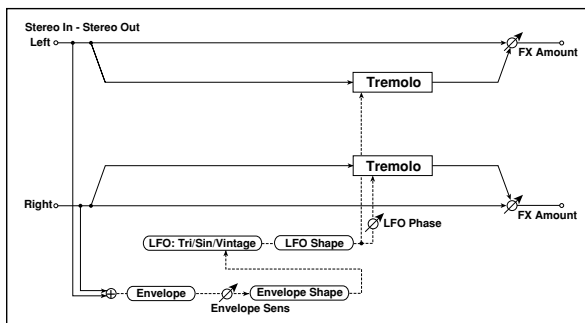 Stereo In - Stereo Out
Left
FX Amount
Tremolo
Tremolo
Right
LFO Phase
FX Amount
LFO: Tri/Sin/Vintage
LFO Shape
Envelope
Envelope Sens
Envelope Shape